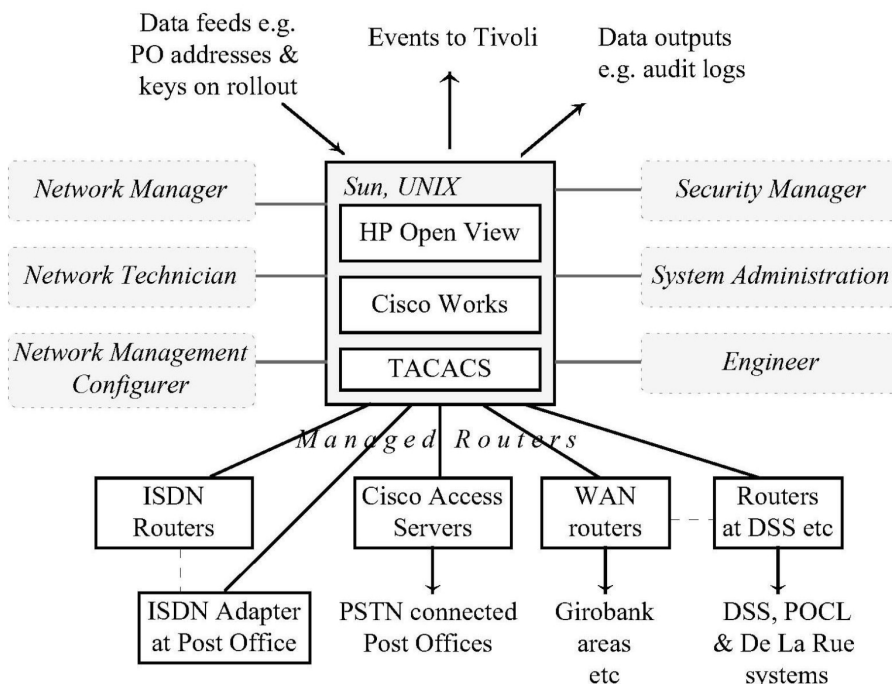 Data feeds e.g.
PO addresses &
keys on rollout
Events to Tivoli
Data outputs
e.g. audit logs
Network Manager
Sun, UNIX
Security Manager
HP Open View
Network Technician
Cisco Works
System Administration
Network Management
Configurer
TACACS
Engineer
Managed Routers
ISDN
Routers
Cisco Access
Servers
WAN
routers
Routers
at DSS etc
ISDN Adapter
at Post Office
PSTN connected
Post Offices
Girobank
areas
etc
DSS, POCL
& De La Rue
systems